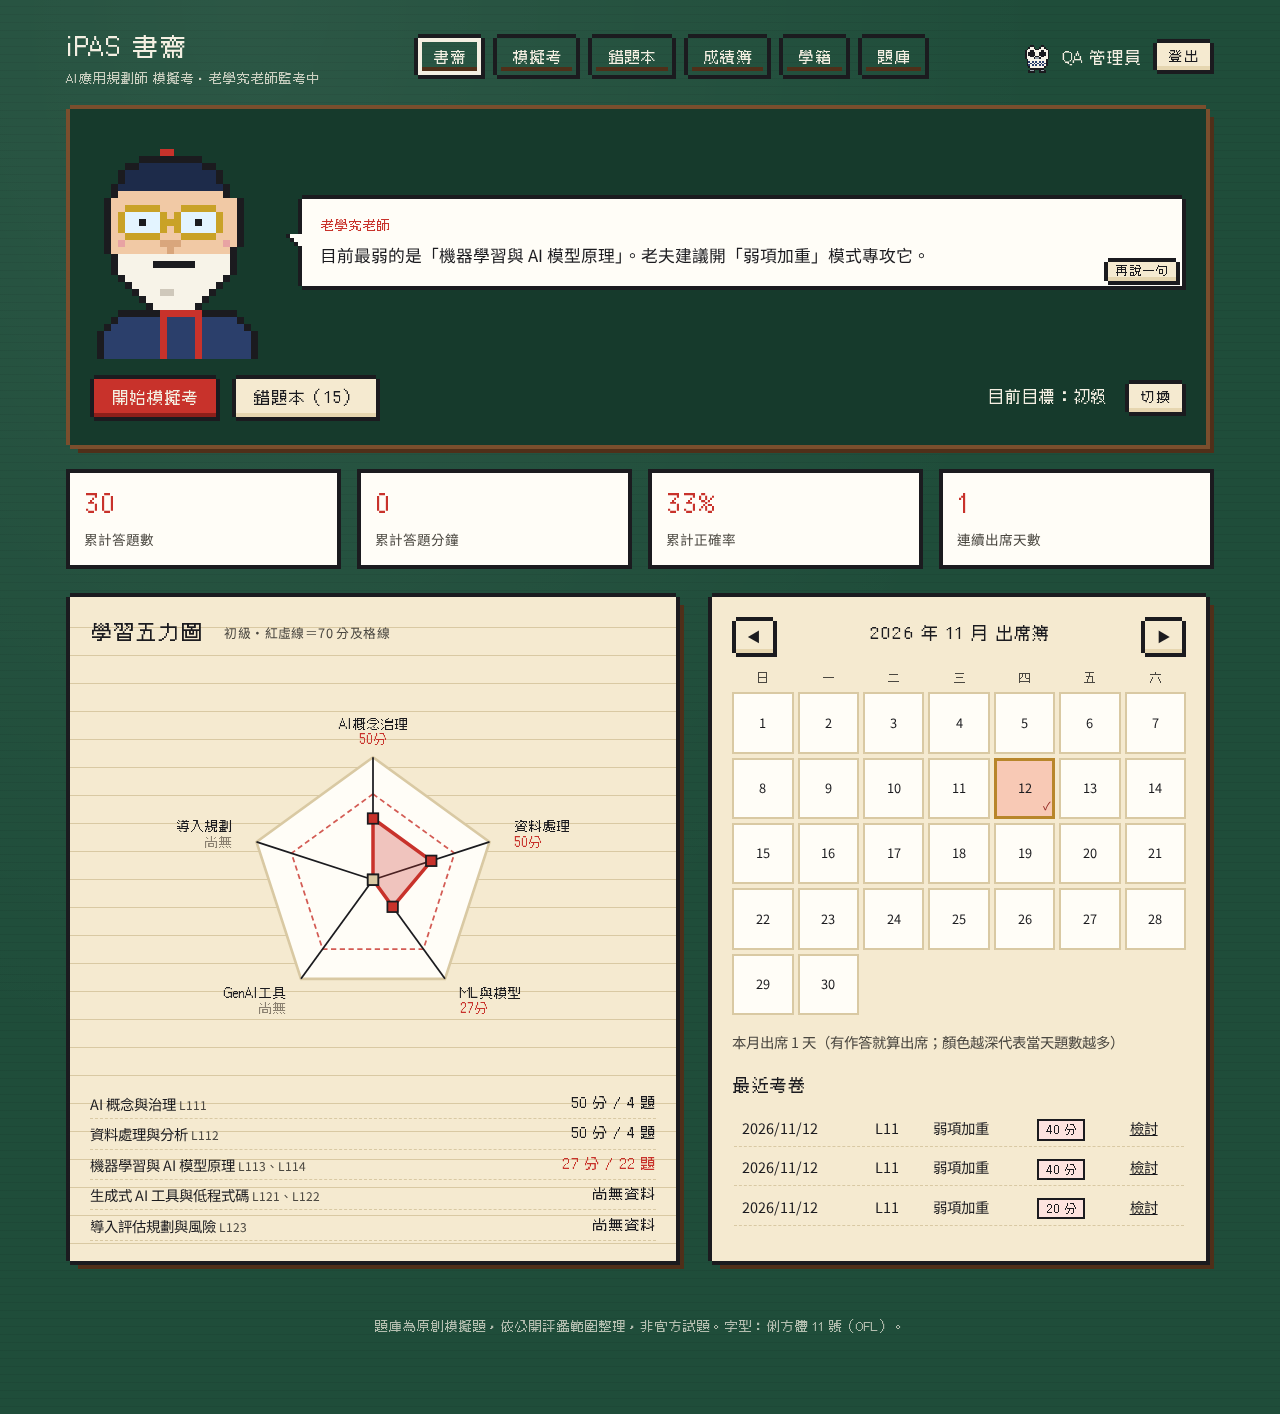 iPAS 書齋
AI應用規劃師 模擬考・老學究老師監考中
書齋 模擬考 錯題本 成績簿 學籍 題庫
QA 管理員 登出
老學究老師
目前最弱的是「機器學習與 AI 模型原理」。老夫建議開「弱項加重」模式專攻它。
再說一句
開始模擬考 錯題本（15）
目前目標：初級 切換
30 0 33% 1
累計答題數 累計答題分鐘 累計正確率 連續出席天數
學習五力圖 初級・紅虛線＝70 分及格線
AI概念治理
50分
導入規劃
尚無
資料處理
50分
GenAI工具
尚無
ML與模型
27分
AI 概念與治理 L111 50 分 / 4 題
資料處理與分析 L112 50 分 / 4 題
機器學習與 AI 模型原理 L113、L114 27 分 / 22 題
生成式 AI 工具與低程式碼 L121、L122 尚無資料
導入評估規劃與風險 L123 尚無資料
◀ 2026 年 11 月 出席簿 ▶
日 一 二 三 四 五 六
1 2 3 4 5 6 7
8 9 10 11 12 ✓ 13 14
15 16 17 18 19 20 21
22 23 24 25 26 27 28
29 30
本月出席 1 天（有作答就算出席；顏色越深代表當天題數越多）
最近考卷
2026/11/12 L11 弱項加重 40 分 檢討
2026/11/12 L11 弱項加重 40 分 檢討
2026/11/12 L11 弱項加重 20 分 檢討
題庫為原創模擬題，依公開評鑑範圍整理，非官方試題。字型：俐方體 11 號（OFL）。